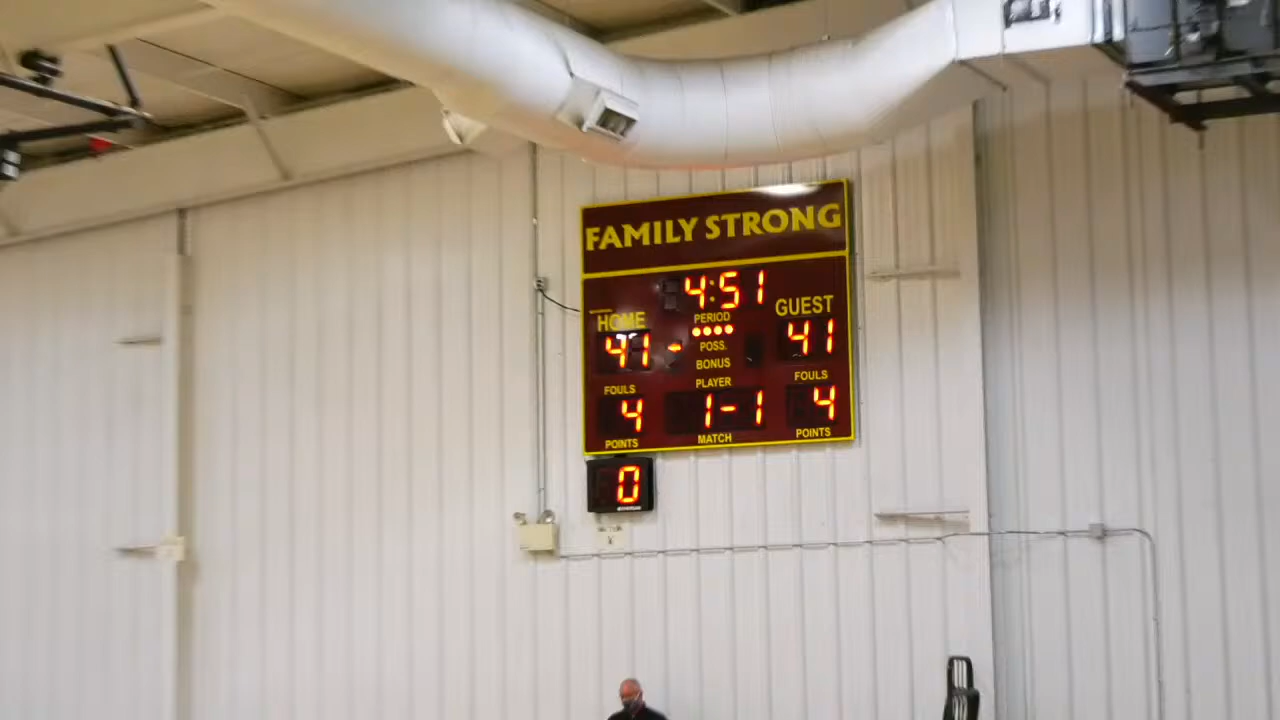 FAMILY STRONG
4:51
HOME PERIOD GUEST
41 - POSS. 41
BONUS
FOULS PLAYER FOULS
4 1-1 4
POINTS MATCH POINTS
0